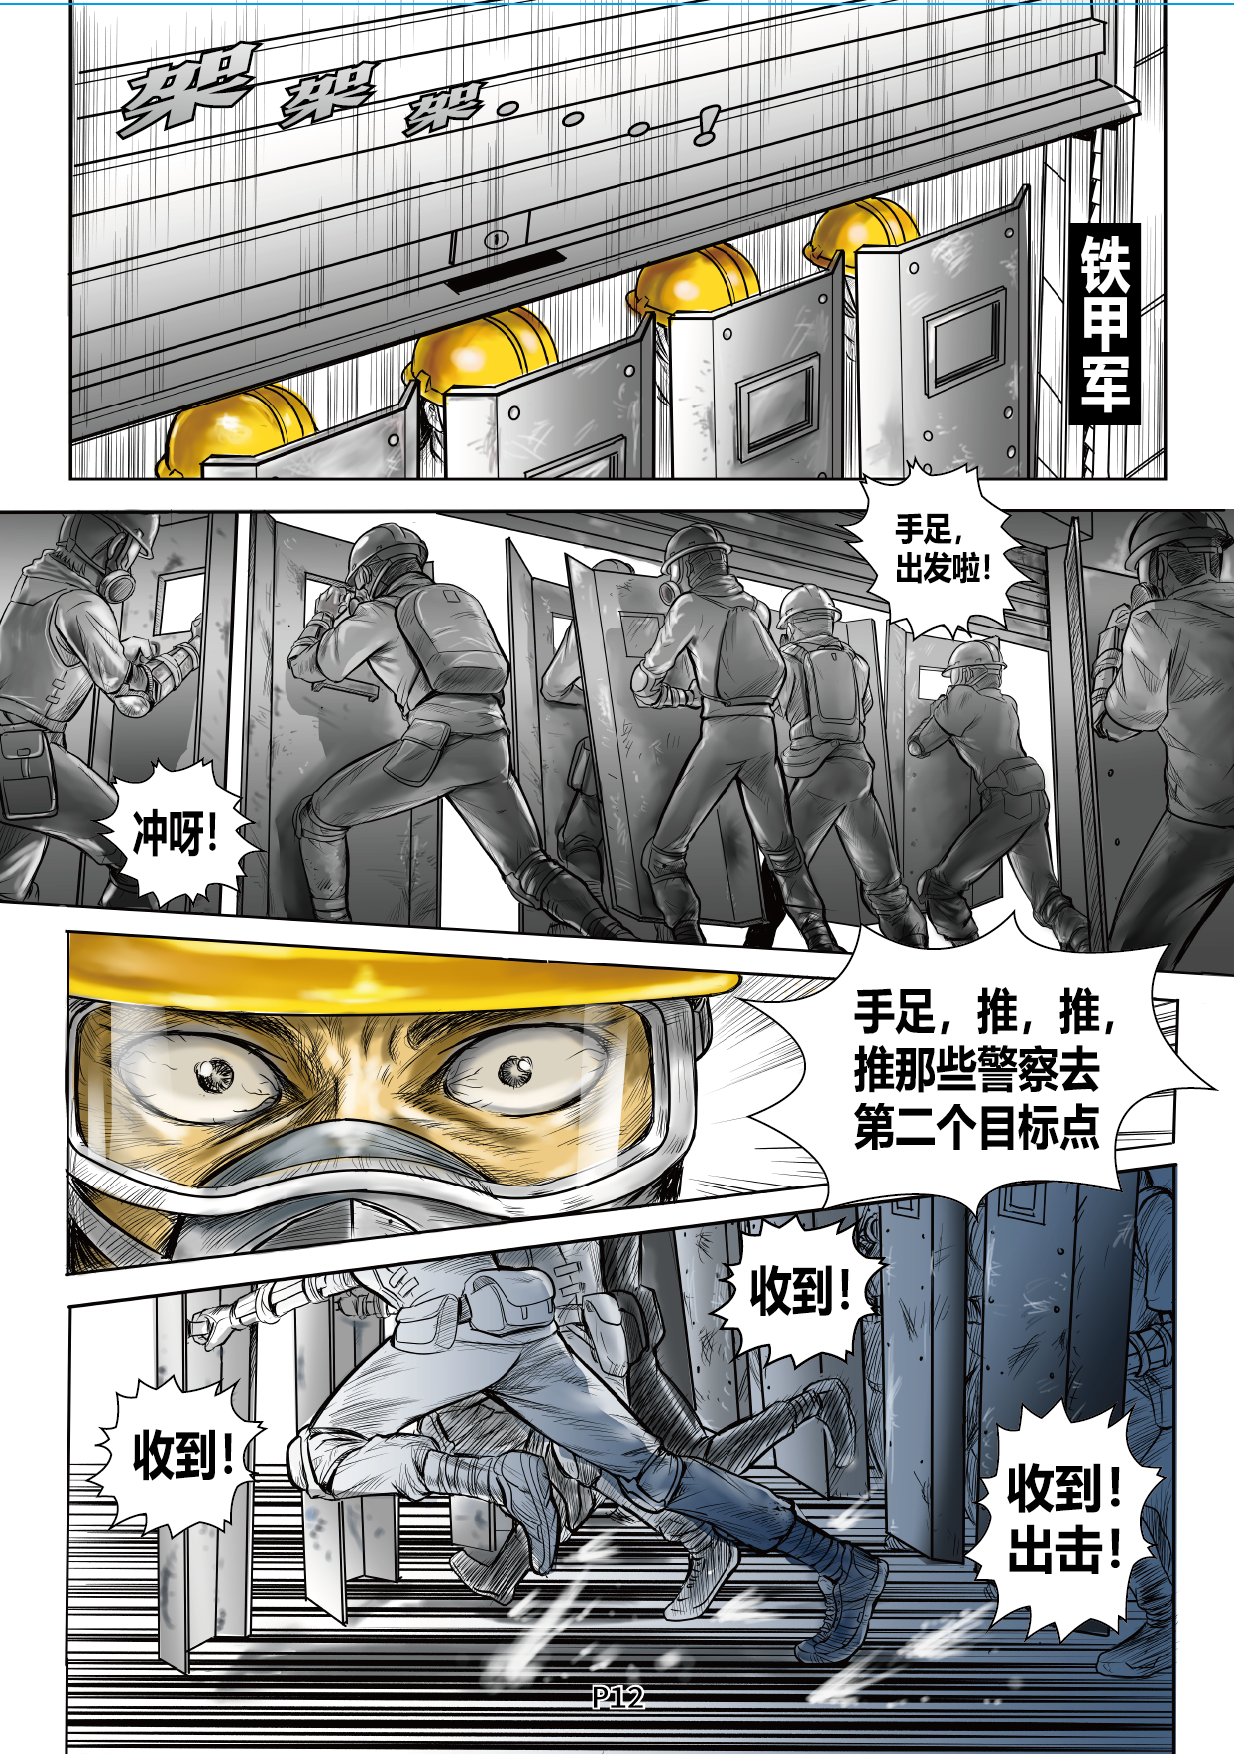 架 架 架 . . . !
铁甲军
手足，
出发啦！
冲呀！
手足，推，推，
推那些警察去
第二个目标点
收到！
收到！
收到！
出击！
P12